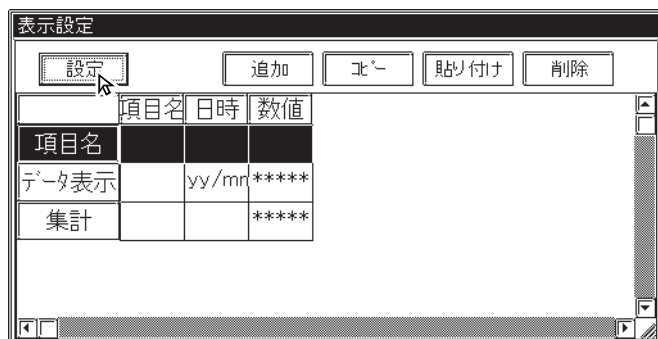 表示設定
設定 追加 ｺﾋﾟｰ 貼り付け 削除
項目名 日時 数値
項目名
ﾃﾞｰﾀ表示 yy/mm *****
集計 *****